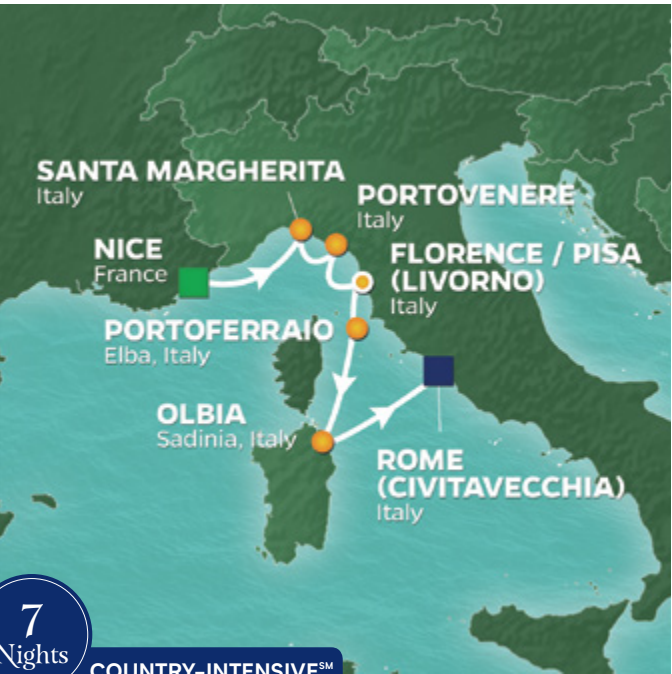 SANTA MARGHERITA
Italy
PORTOVENERE
Italy
NICE
France
FLORENCE / PISA
(LIVORNO)
Italy
PORTOFERRAIO
Elba, Italy
OLBIA
Sadinia, Italy
ROME
(CIVITAVECCHIA)
Italy
7
Nights
COUNTRY-INTENSIVE℠